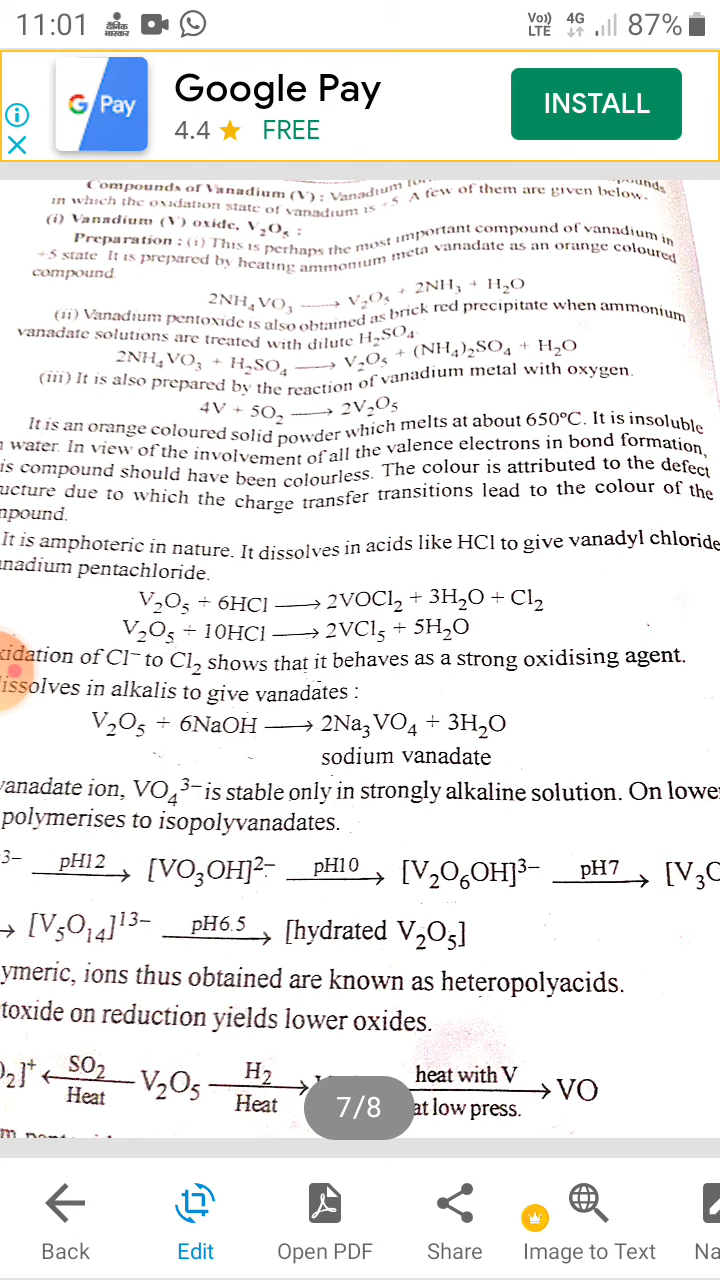 11:01 दैनिक भास्कर Vo)) LTE 4G 87%
G Pay
Google Pay
4.4 ★ FREE
INSTALL
Compounds of Vanadium (V) : Vanadium
in which the oxidation state of vanadium is +5. A few of them are given below.
(i) Vanadium (V) oxide, V₂O₅ :
Preparation : (i) This is perhaps the most important compound of vanadium in
+5 state. It is prepared by heating ammonium meta vanadate as an orange coloured
compound.
2NH₄VO₃ ⟶ V₂O₅ + 2NH₃ + H₂O
(ii) Vanadium pentoxide is also obtained as brick red precipitate when ammonium
vanadate solutions are treated with dilute H₂SO₄.
2NH₄VO₃ + H₂SO₄ ⟶ V₂O₅ + (NH₄)₂SO₄ + H₂O
(iii) It is also prepared by the reaction of vanadium metal with oxygen.
4V + 5O₂ ⟶ 2V₂O₅
It is an orange coloured solid powder which melts at about 650ºC. It is insoluble
water. In view of the involvement of all the valence electrons in bond formation,
is compound should have been colourless. The colour is attributed to the defect
ucture due to which the charge transfer transitions lead to the colour of the
mpound.
It is amphoteric in nature. It dissolves in acids like HCl to give vanadyl chloride
nadium pentachloride.
V₂O₅ + 6HCl ⟶ 2VOCl₂ + 3H₂O + Cl₂
V₂O₅ + 10HCl ⟶ 2VCl₅ + 5H₂O
xidation of Cl⁻ to Cl₂ shows that it behaves as a strong oxidising agent.
issolves in alkalis to give vanadates :
V₂O₅ + 6NaOH ⟶ 2Na₃VO₄ + 3H₂O
sodium vanadate
vanadate ion, VO₄³⁻ is stable only in strongly alkaline solution. On lowe
polymerises to isopolyvanadates.
3− pH12 → [VO₃OH]²⁻ pH10 → [V₂O₆OH]³⁻ pH7 → [V₃O
→ [V₅O₁₄]¹³⁻ pH6.5 → [hydrated V₂O₅]
ymeric, ions thus obtained are known as heteropolyacids.
toxide on reduction yields lower oxides.
O₂]⁺ ← SO₂ Heat V₂O₅ H₂ Heat → heat with V at low press. → VO
7/8
Back Edit Open PDF Share Image to Text Na